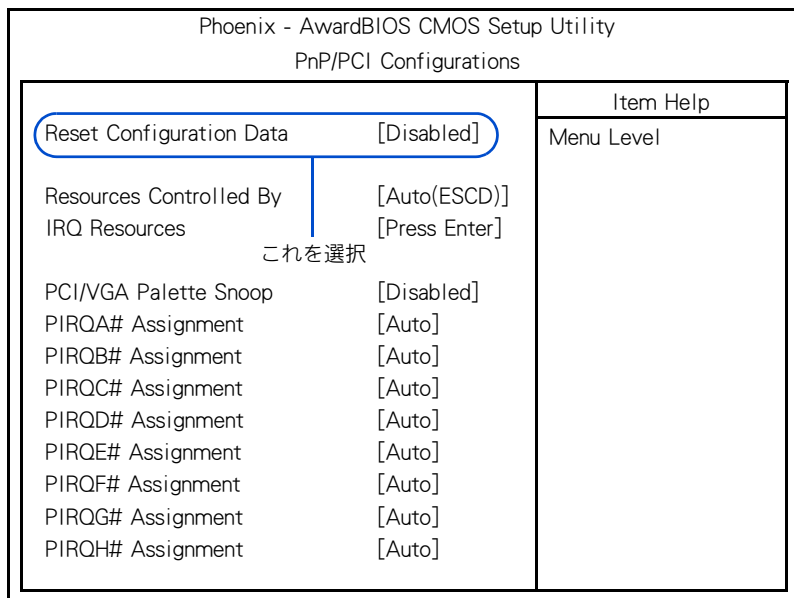 Phoenix - AwardBIOS CMOS Setup Utility
PnP/PCI Configurations
Item Help
Reset Configuration Data [Disabled]
Menu Level
Resources Controlled By [Auto(ESCD)]
IRQ Resources [Press Enter]
これを選択
PCI/VGA Palette Snoop [Disabled]
PIRQA# Assignment [Auto]
PIRQB# Assignment [Auto]
PIRQC# Assignment [Auto]
PIRQD# Assignment [Auto]
PIRQE# Assignment [Auto]
PIRQF# Assignment [Auto]
PIRQG# Assignment [Auto]
PIRQH# Assignment [Auto]